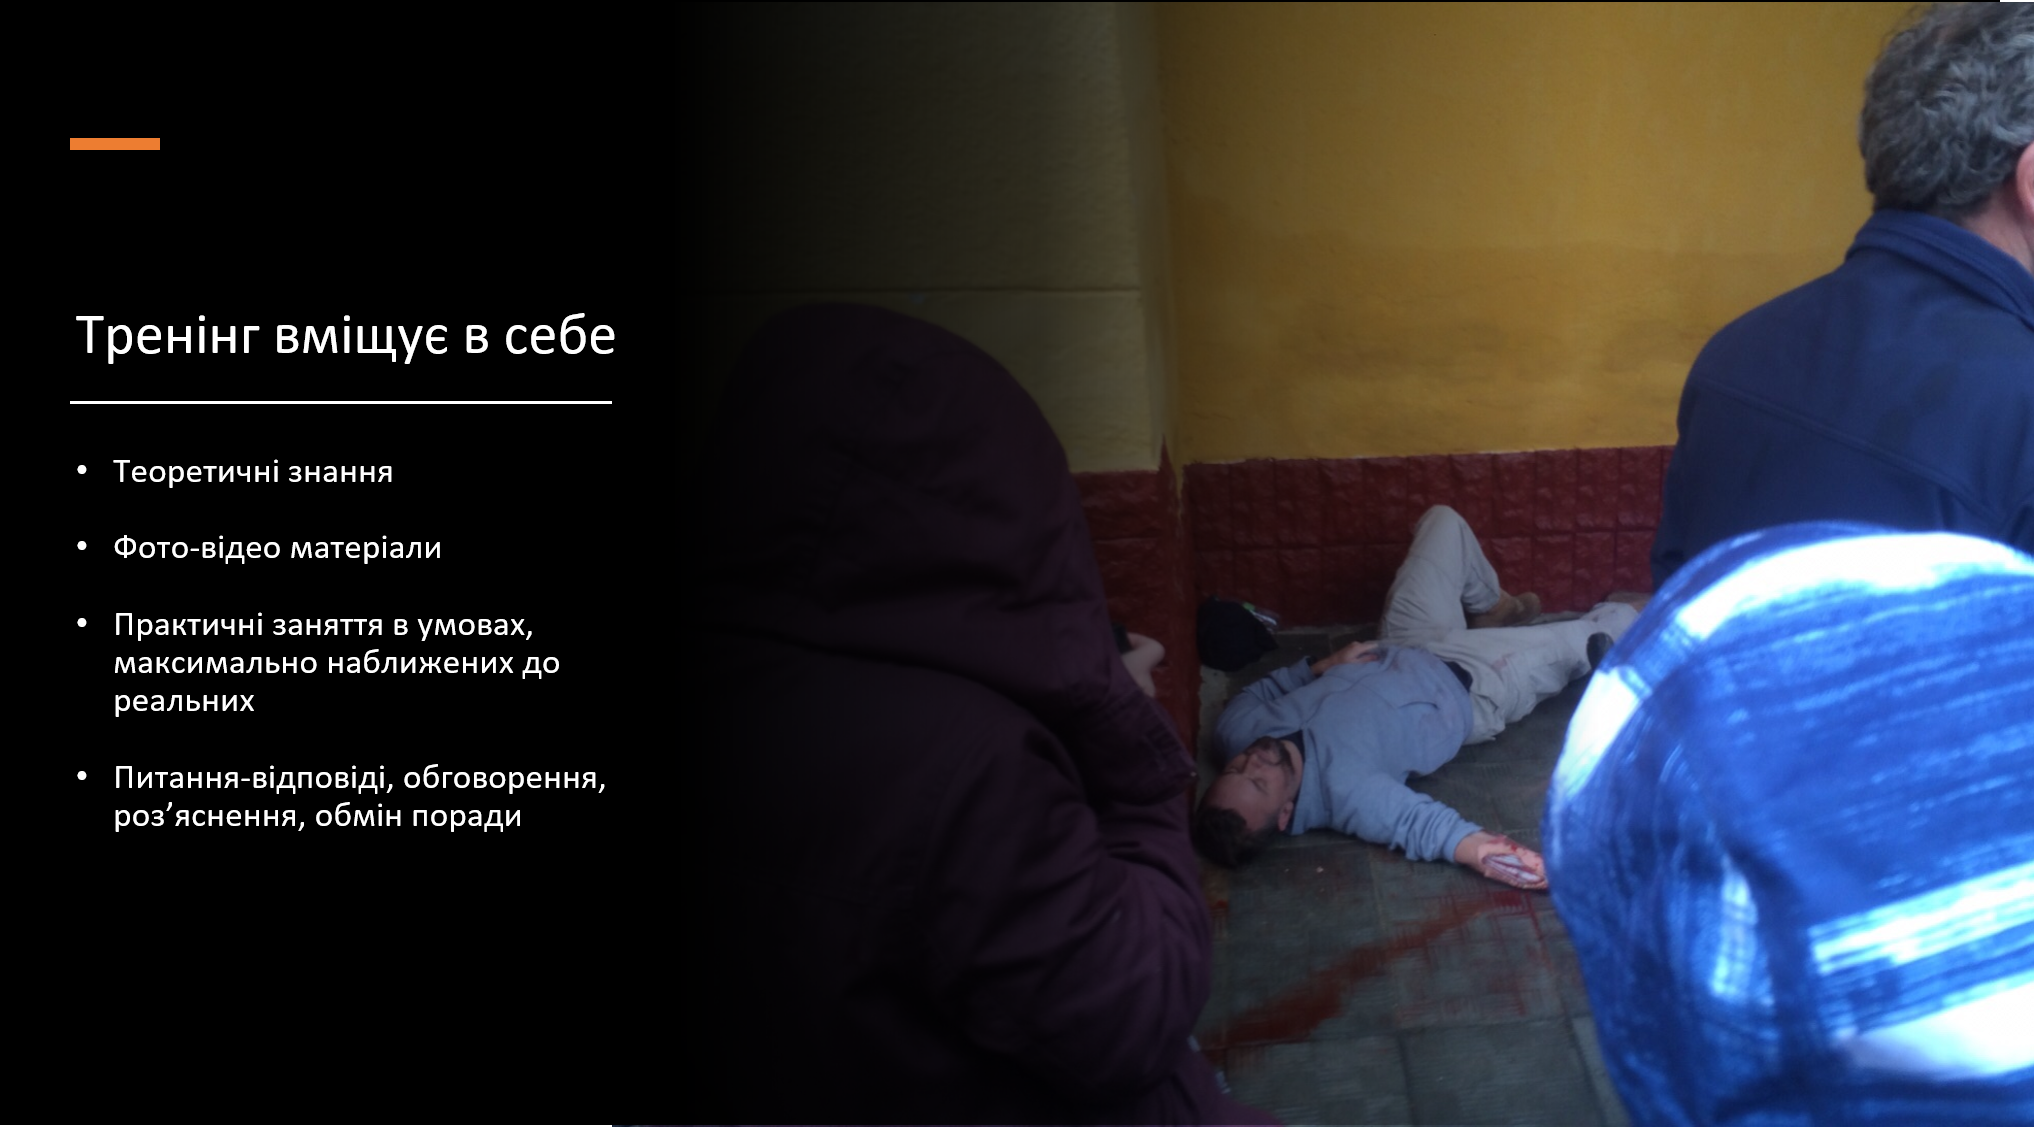 Тренінг вміщує в себе
• Теоретичні знання
• Фото-відео матеріали
• Практичні заняття в умовах,
максимально наближених до
реальних
• Питання-відповіді, обговорення,
роз’яснення, обмін поради